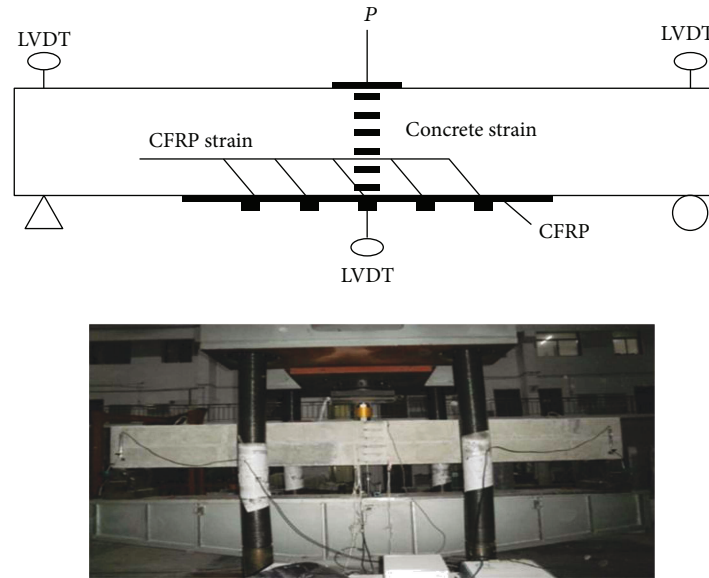 P
LVDT
LVDT
CFRP strain
Concrete strain
CFRP
LVDT